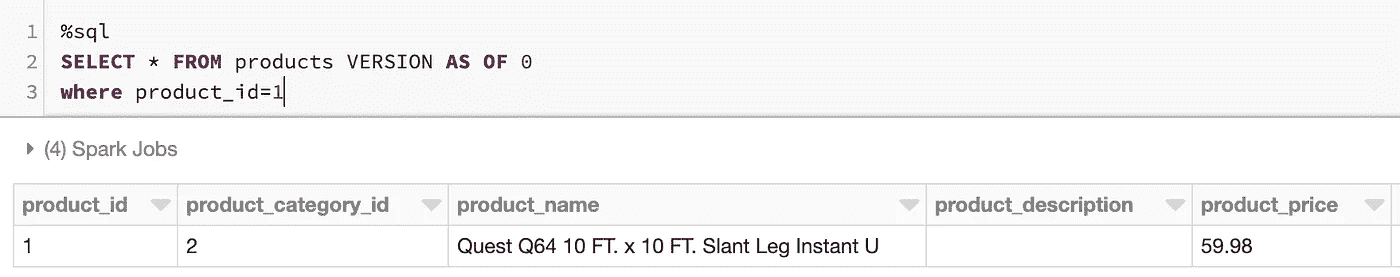 1 %sql
2 SELECT * FROM products VERSION AS OF 0
3 where product_id=1
(4) Spark Jobs
product_id product_category_id product_name product_description product_price
1 2 Quest Q64 10 FT. x 10 FT. Slant Leg Instant U 59.98